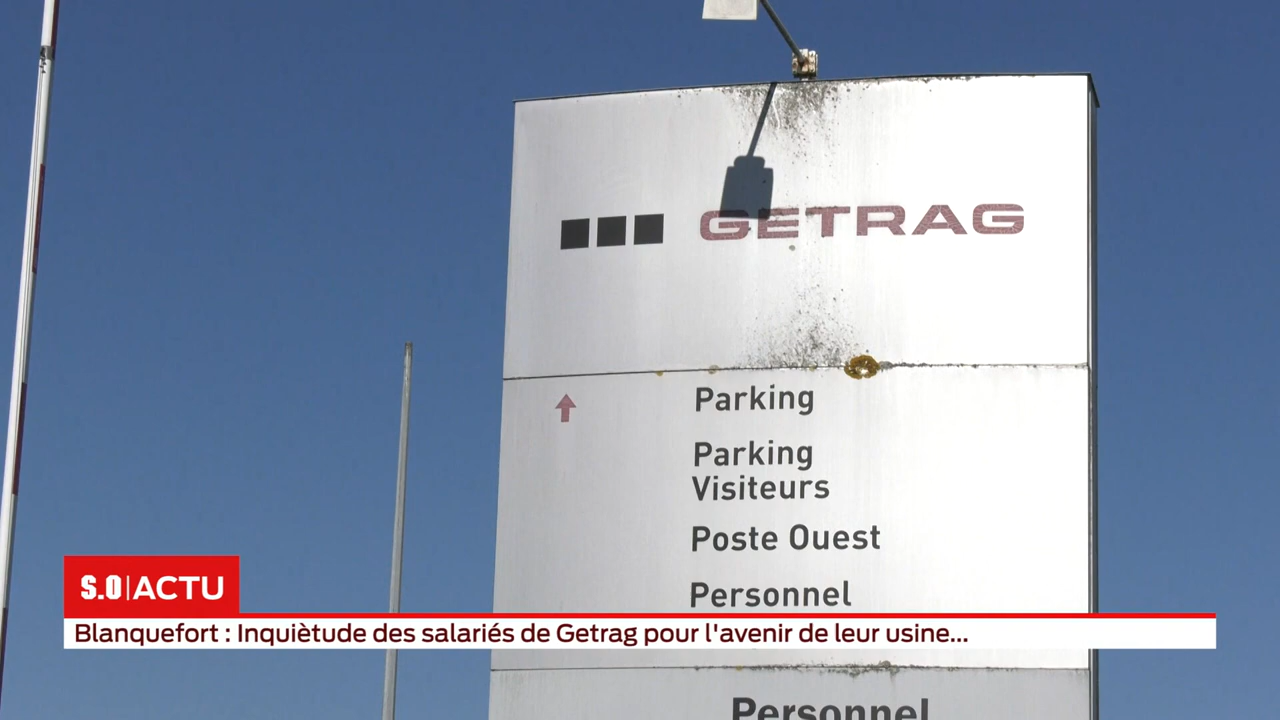 GETRAG
Parking
Parking
Visiteurs
Poste Ouest
Personnel
S.O|ACTU
Blanquefort : Inquiètude des salariés de Getrag pour l'avenir de leur usine...
Personnel